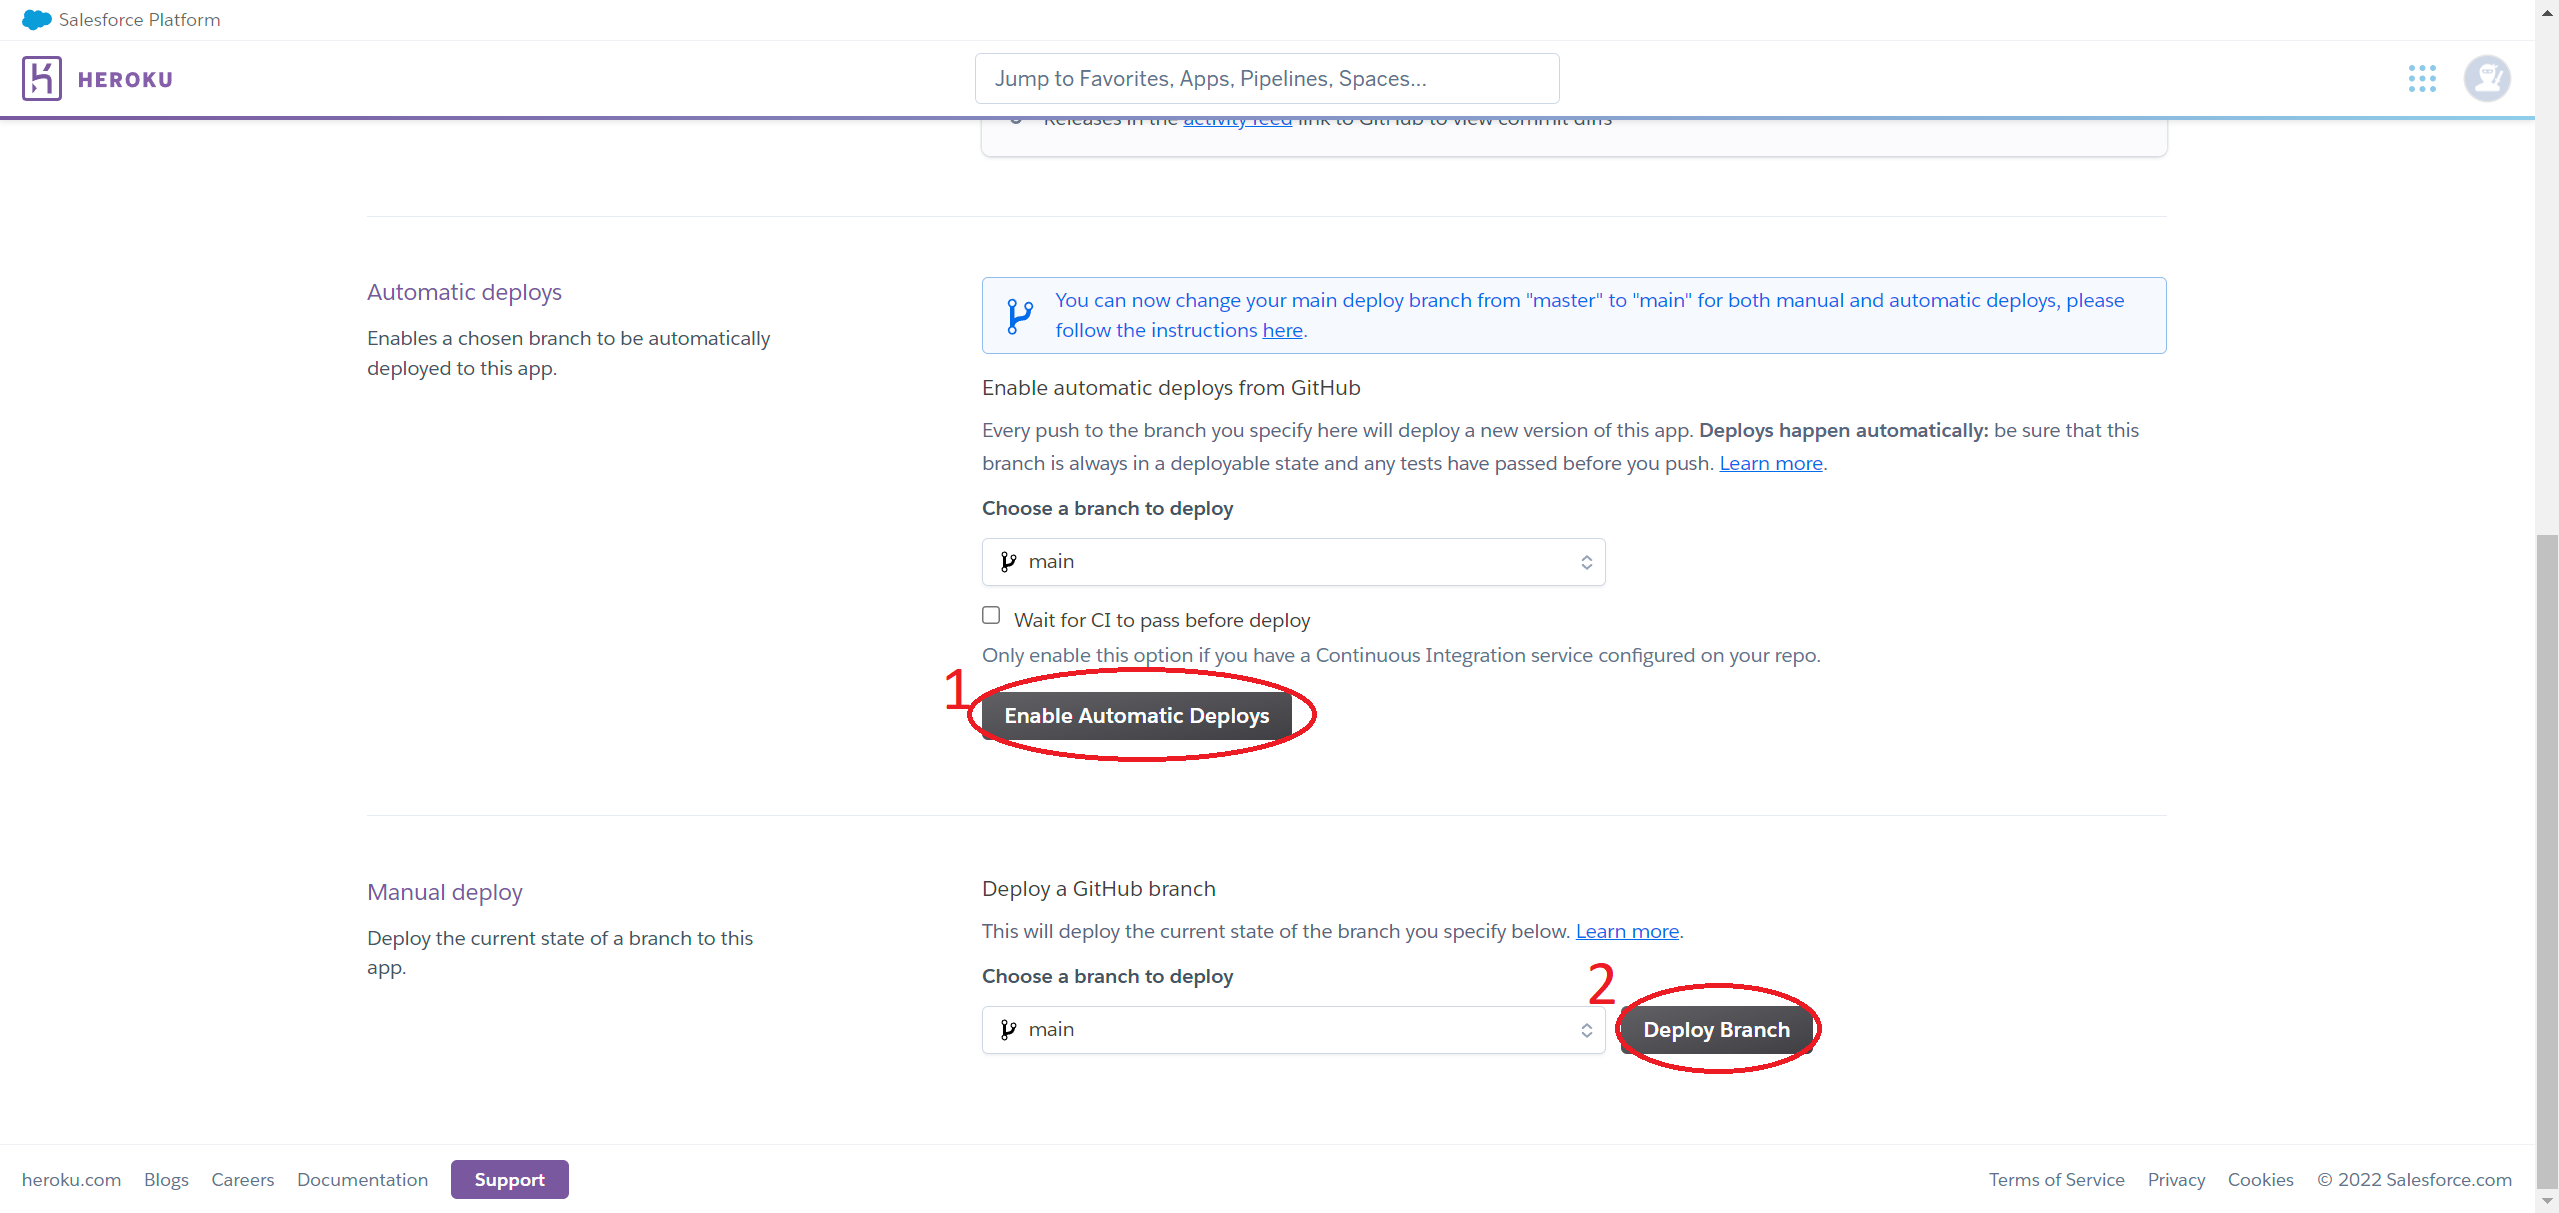 Salesforce Platform
HEROKU
Jump to Favorites, Apps, Pipelines, Spaces...
Releases in the activity feed link to GitHub to view commit diffs
Automatic deploys
Enables a chosen branch to be automatically
deployed to this app.
You can now change your main deploy branch from "master" to "main" for both manual and automatic deploys, please
follow the instructions here.
Enable automatic deploys from GitHub
Every push to the branch you specify here will deploy a new version of this app. Deploys happen automatically: be sure that this
branch is always in a deployable state and any tests have passed before you push. Learn more.
Choose a branch to deploy
main
Wait for CI to pass before deploy
Only enable this option if you have a Continuous Integration service configured on your repo.
1
Enable Automatic Deploys
Manual deploy
Deploy the current state of a branch to this
app.
Deploy a GitHub branch
This will deploy the current state of the branch you specify below. Learn more.
Choose a branch to deploy
main
2
Deploy Branch
heroku.com Blogs Careers Documentation Support
Terms of Service Privacy Cookies © 2022 Salesforce.com